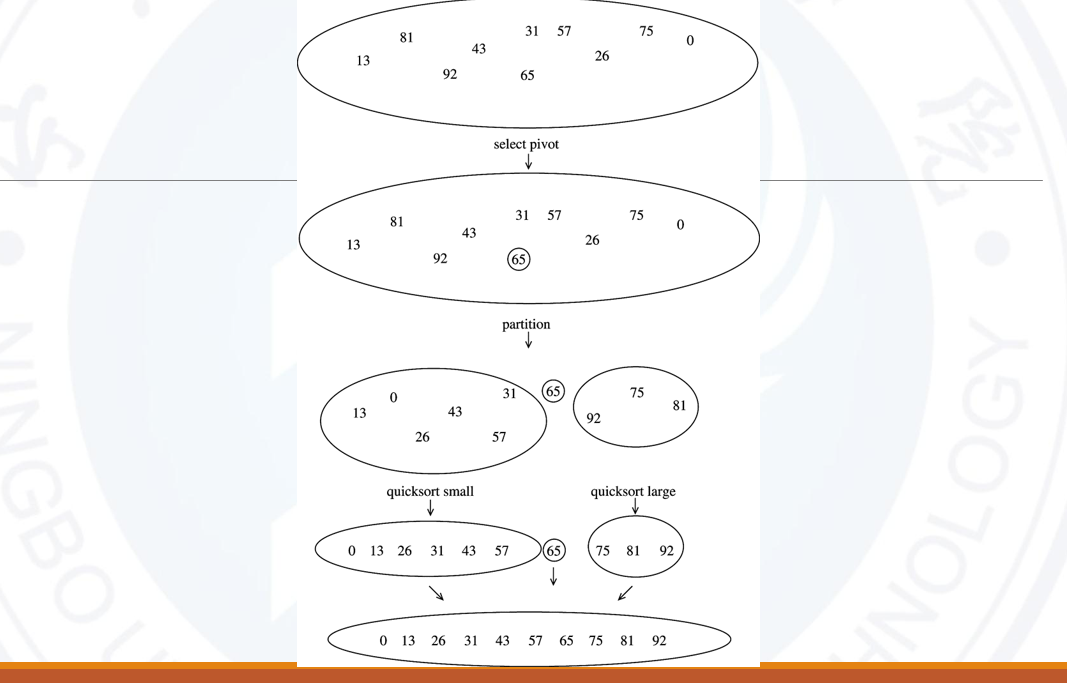 81 43 31 57 75 0
13 92 65 26
select pivot
81 43 31 57 75 0
13 92 65 26
partition
0 31 65 75
13 43 92 81
26 57
quicksort small quicksort large
0 13 26 31 43 57 65 75 81 92
0 13 26 31 43 57 65 75 81 92
NINGBO U
HNOLOGY